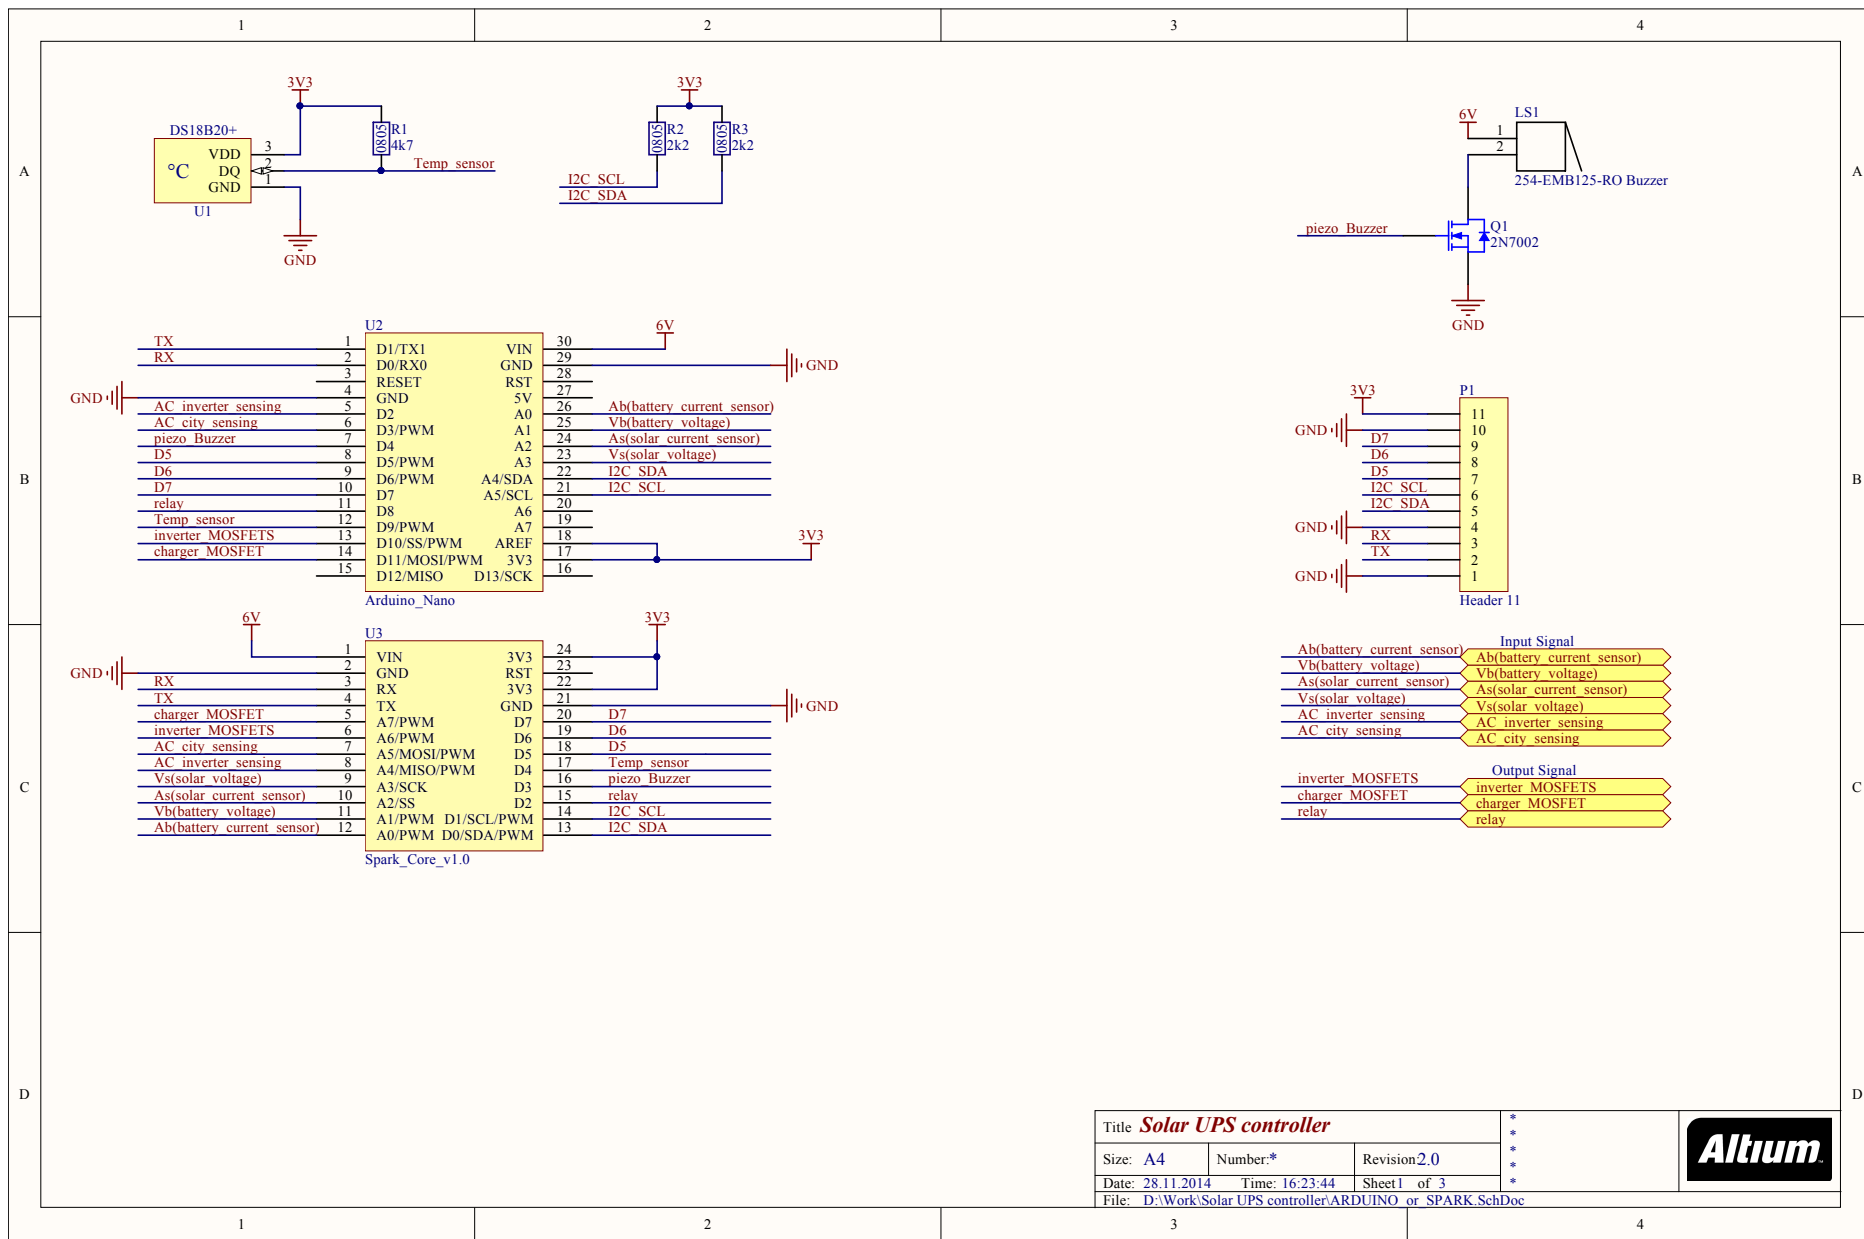 1 2 3 4
A A
3V3
DS18B20+
VDD 3
°C DQ 2
GND 1
U1
0805 R1
4k7
Temp_sensor
GND
3V3
0805 R2
2k2
0805 R3
2k2
I2C_SCL
I2C_SDA
6V
LS1
1
2
254-EMB125-RO Buzzer
piezo_Buzzer
Q1
2N7002
GND
B B
U2
TX 1 D1/TX1 VIN 30 6V
RX 2 D0/RX0 GND 29 GND
3 RESET RST 28
GND 4 GND 5V 27
AC_inverter_sensing 5 D2 A0 26 Ab(battery_current_sensor)
AC_city_sensing 6 D3/PWM A1 25 Vb(battery_voltage)
piezo_Buzzer 7 D4 A2 24 As(solar_current_sensor)
D5 8 D5/PWM A3 23 Vs(solar_voltage)
D6 9 D6/PWM A4/SDA 22 I2C_SDA
D7 10 D7 A5/SCL 21 I2C_SCL
relay 11 D8 A6 20
Temp_sensor 12 D9/PWM A7 19
inverter_MOSFETS 13 D10/SS/PWM AREF 18
charger_MOSFET 14 D11/MOSI/PWM 3V3 17 3V3
15 D12/MISO D13/SCK 16
Arduino_Nano
P1
3V3 11
GND 10
D7 9
D6 8
D5 7
I2C_SCL 6
I2C_SDA 5
GND 4
RX 3
TX 2
GND 1
Header 11
C C
U3
6V 1 VIN 3V3 24 3V3
GND 2 GND RST 23
RX 3 RX 3V3 22
TX 4 TX GND 21 GND
charger_MOSFET 5 A7/PWM D7 20 D7
inverter_MOSFETS 6 A6/PWM D6 19 D6
AC_city_sensing 7 A5/MOSI/PWM D5 18 D5
AC_inverter_sensing 8 A4/MISO/PWM D4 17 Temp_sensor
Vs(solar_voltage) 9 A3/SCK D3 16 piezo_Buzzer
As(solar_current_sensor) 10 A2/SS D2 15 relay
Vb(battery_voltage) 11 A1/PWM D1/SCL/PWM 14 I2C_SCL
Ab(battery_current_sensor) 12 A0/PWM D0/SDA/PWM 13 I2C_SDA
Spark_Core_v1.0
Input Signal
Ab(battery_current_sensor) Ab(battery_current_sensor)
Vb(battery_voltage) Vb(battery_voltage)
As(solar_current_sensor) As(solar_current_sensor)
Vs(solar_voltage) Vs(solar_voltage)
AC_inverter_sensing AC_inverter_sensing
AC_city_sensing AC_city_sensing
Output Signal
inverter_MOSFETS inverter_MOSFETS
charger_MOSFET charger_MOSFET
relay relay
D D
Title Solar UPS controller *
*
Size: A4 Number:* Revision:2.0 *
*
Date: 28.11.2014 Time: 16:23:44 Sheet1 of 3 *
File: D:\Work\Solar UPS controller\ARDUINO_or_SPARK.SchDoc
Altium
1 2 3 4